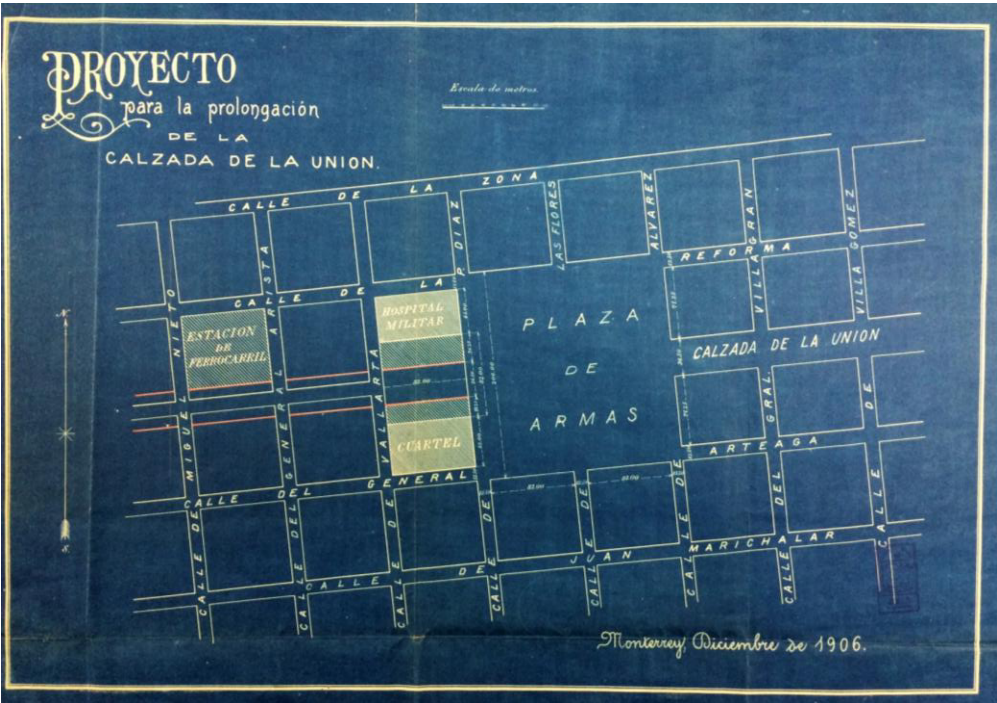 PROYECTO
para la prolongación
DE LA
CALZADA DE LA UNION.
Escala de metros
CALLE DE LA ZONA
CALLE DE LA REFORMA
CALZADA DE LA UNION
CALLE DEL GENERAL ARTEAGA
CALLE DE JUAN MARICHALAR
CALLE DE MIGUEL NIETO
CALLE DEL GENERAL ARISTA
CALLE DE VALLARTA
CALLE DE P. DIAZ
CALLE DE LAS FLORES
CALLE DE ALVAREZ
CALLE DEL GRAL. VILLAGRAN
CALLE DE VILLAGOMEZ
ESTACION
DE
FERROCARRIL
HOSPITAL
MILITAR
CUARTEL
PLAZA
DE
ARMAS
N.
S.
Monterrey, Diciembre de 1906.